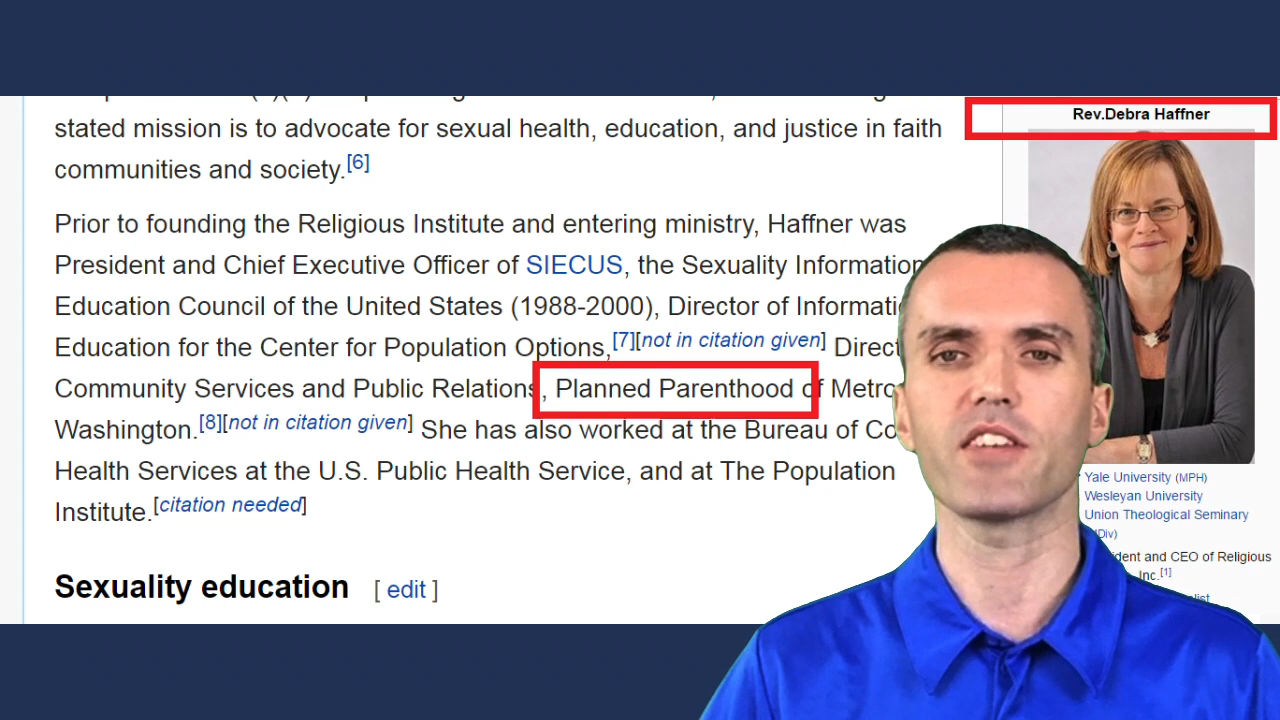 stated mission is to advocate for sexual health, education, and justice in faith
communities and society.[6]
Prior to founding the Religious Institute and entering ministry, Haffner was
President and Chief Executive Officer of SIECUS, the Sexuality Information
Education Council of the United States (1988-2000), Director of
Education for the Center for Population Options,[7][not in citation given]
Community Services and Public Relations, Planned Parenthood of
Washington.[8][not in citation given] She has also worked at the Bureau of
Health Services at the U.S. Public Health Service, and at The Population
Institute.[citation needed]
Sexuality education [ edit ]
Rev.Debra Haffner
Yale University (MPH)
Wesleyan University
Union Theological Seminary
and CEO of Religious
Inc.[1]